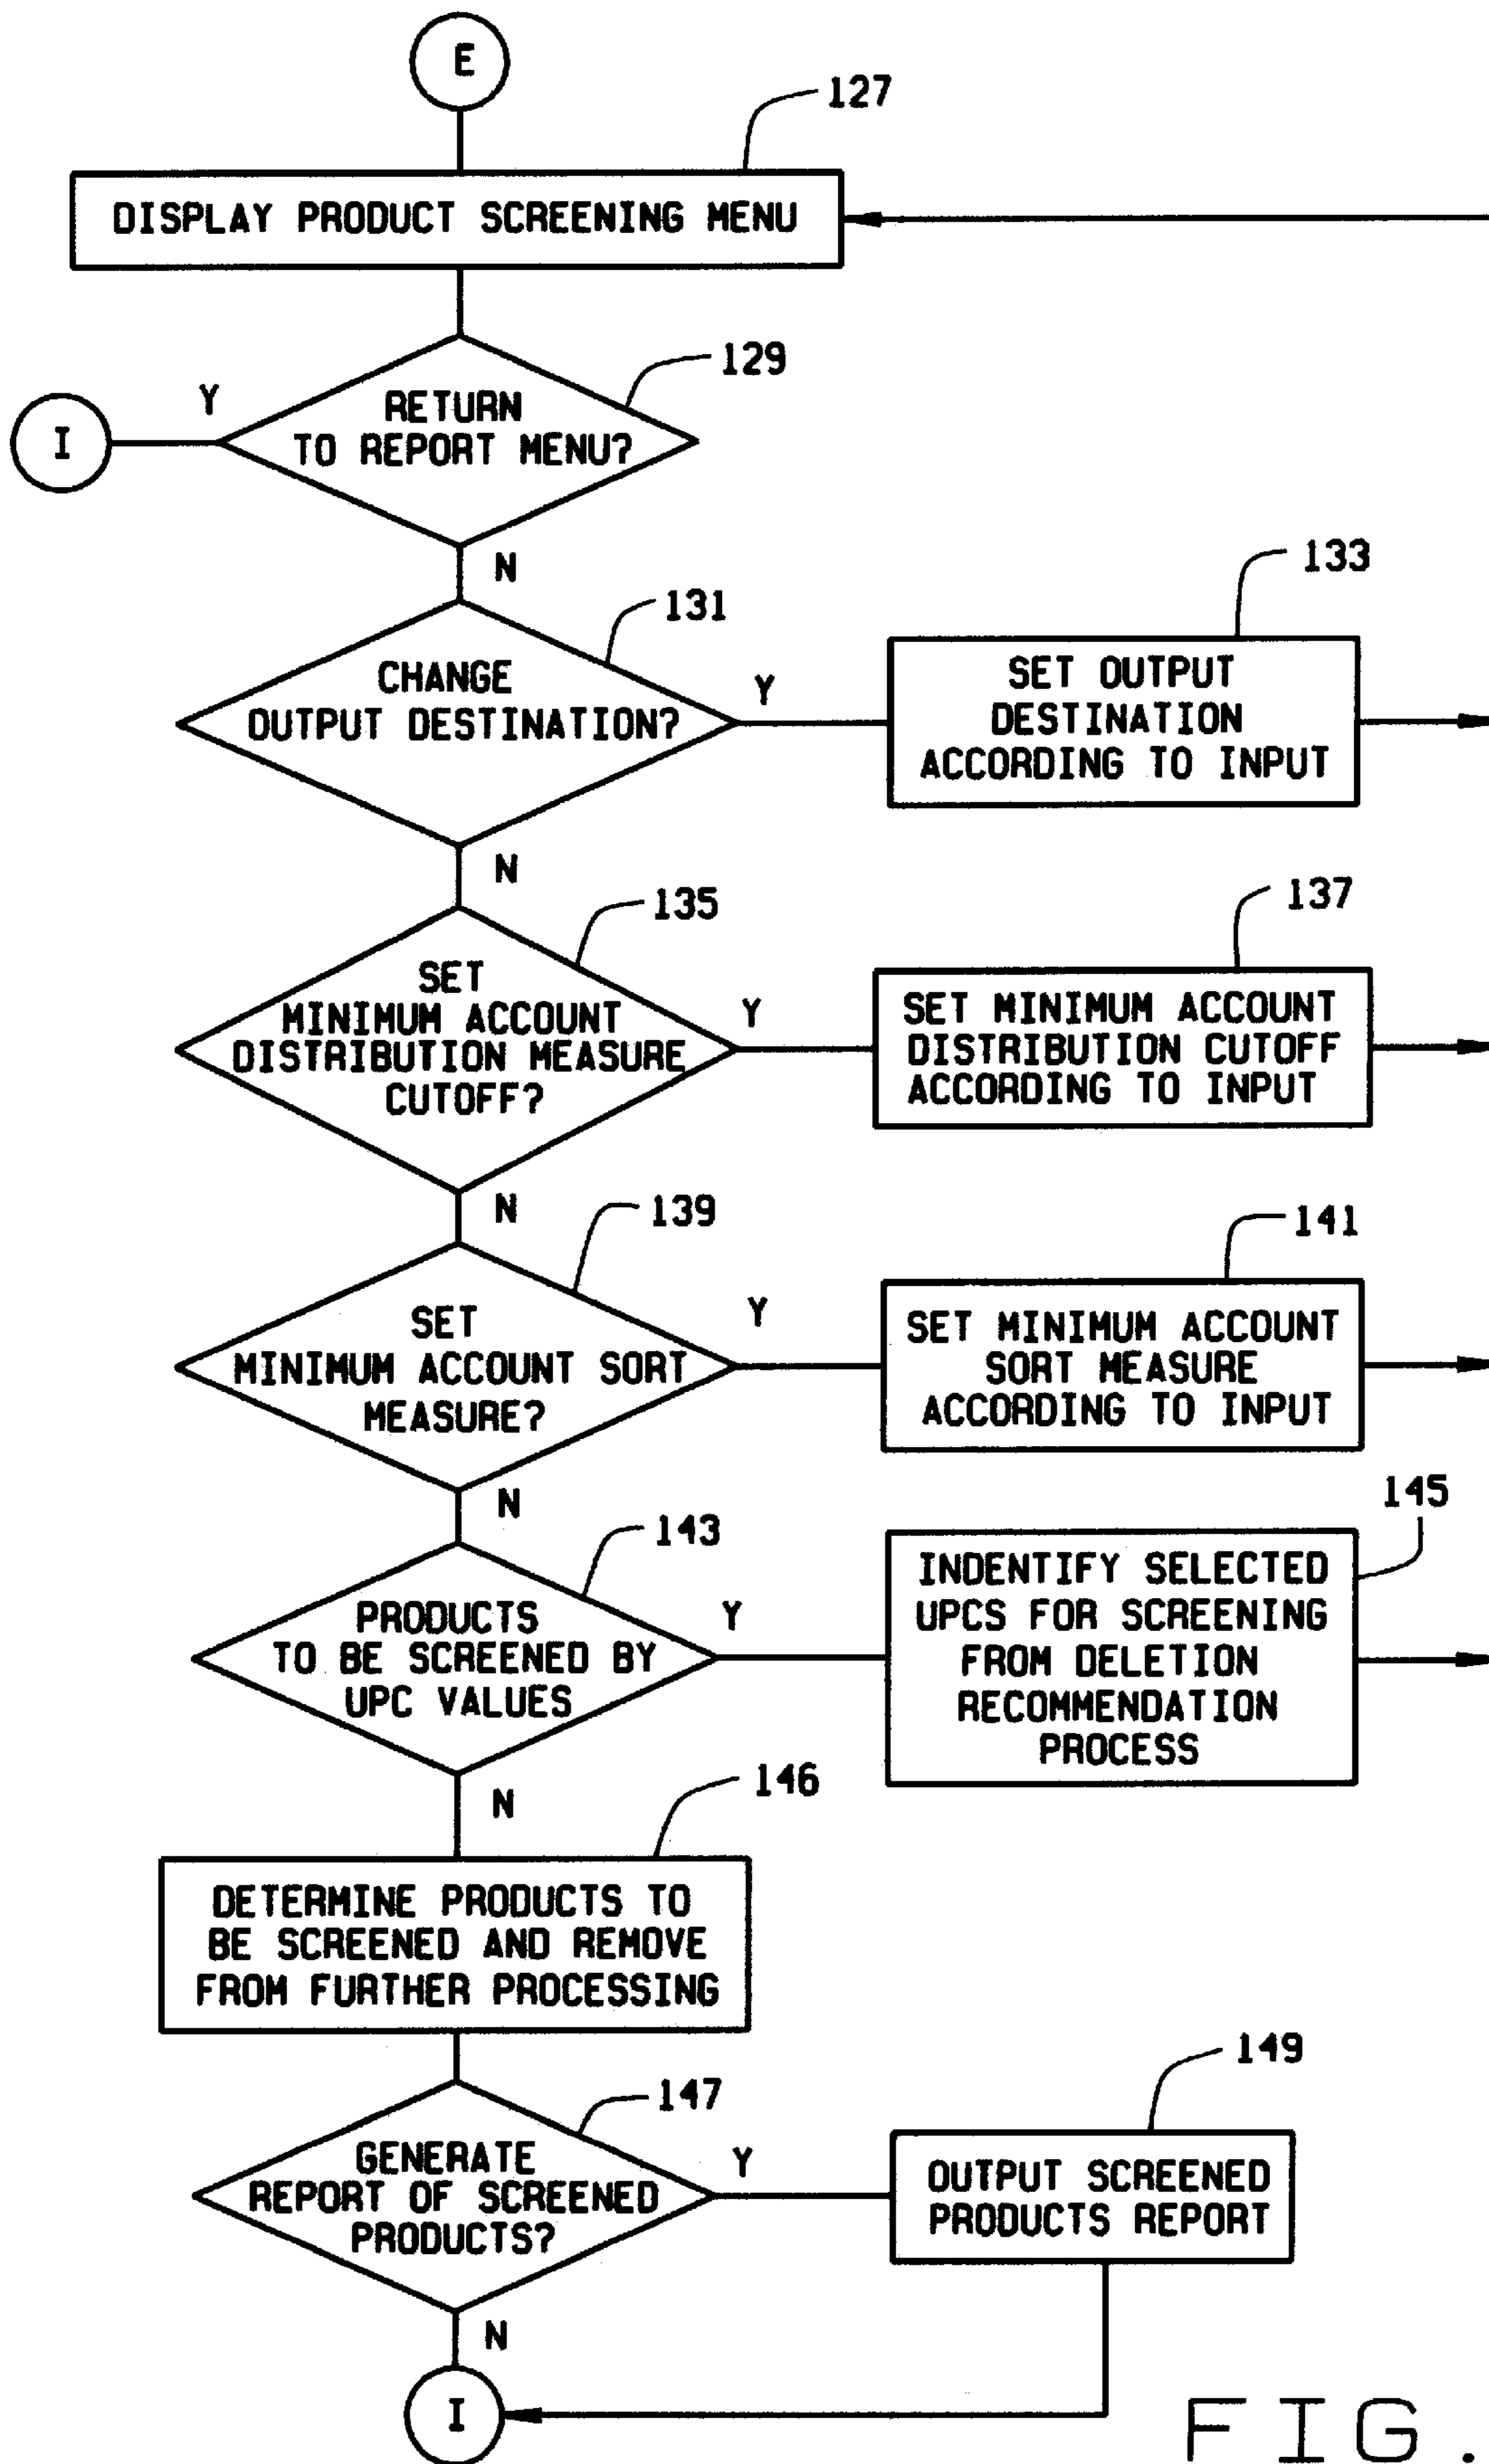 E
127
DISPLAY PRODUCT SCREENING MENU
129
Y
RETURN
TO REPORT MENU?
I
N
131
133
CHANGE
OUTPUT DESTINATION?
Y
SET OUTPUT
DESTINATION
ACCORDING TO INPUT
N
135
137
SET
MINIMUM ACCOUNT
DISTRIBUTION MEASURE
CUTOFF?
Y
SET MINIMUM ACCOUNT
DISTRIBUTION CUTOFF
ACCORDING TO INPUT
N
139
141
SET
MINIMUM ACCOUNT SORT
MEASURE?
Y
SET MINIMUM ACCOUNT
SORT MEASURE
ACCORDING TO INPUT
N
143
145
PRODUCTS
TO BE SCREENED BY
UPC VALUES
Y
INDENTIFY SELECTED
UPCS FOR SCREENING
FROM DELETION
RECOMMENDATION
PROCESS
N
146
DETERMINE PRODUCTS TO
BE SCREENED AND REMOVE
FROM FURTHER PROCESSING
147
149
GENERATE
REPORT OF SCREENED
PRODUCTS?
Y
OUTPUT SCREENED
PRODUCTS REPORT
N
I
FIG.